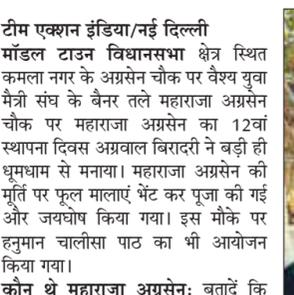 टीम एक्शन इंडिया/नई दिल्ली
मॉडल टाउन विधानसभा क्षेत्र स्थित
कमला नगर के अग्रसेन चौक पर वैश्य युवा
मैत्री संघ के बैनर तले महाराजा अग्रसेन
चौक पर महाराजा अग्रसेन का 12वां
स्थापना दिवस अग्रवाल बिरादरी ने बड़ी ही
धूमधाम से मनाया। महाराजा अग्रसेन की
मूर्ति पर फूल मालाएं भेंट कर पूजा की गई
और जयघोष किया गया। इस मौके पर
हनुमान चालीसा पाठ का भी आयोजन
किया गया।
कौन थे महाराजा अग्रसेन: बतादें कि